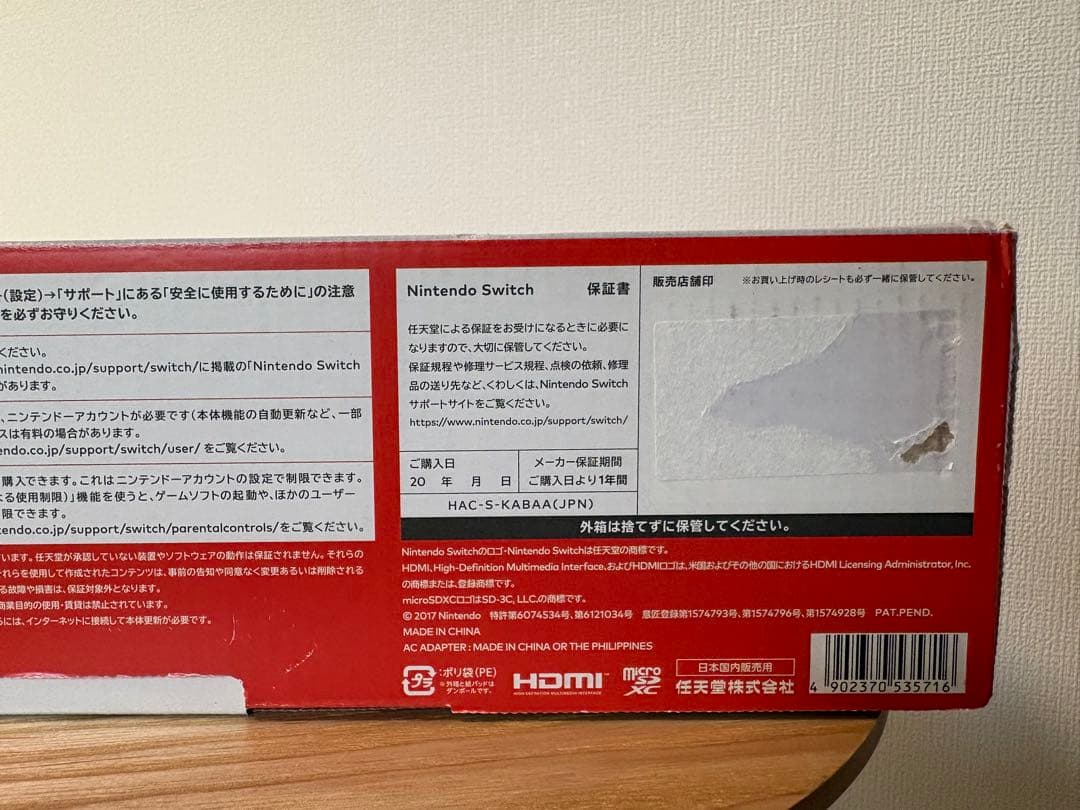 (設定)→「サポート」にある「安全に使用するために」の注意
を必ずお守りください。
ください。
nintendo.co.jp/support/switch/に掲載の「Nintendo Switch
があります。
、ニンテンドーアカウントが必要です(本体機能の自動更新など、一部
スは有料の場合があります。
endo.co.jp/support/switch/user/ をご覧ください。
購入できます。これはニンテンドーアカウントの設定で制限できます。
る使用制限)」機能を使うと、ゲームソフトの起動や、ほかのユーザー
限できます。
tendo.co.jp/support/switch/parentalcontrols/をご覧ください。
います。任天堂が承認していない装置やソフトウェアの動作は保証されません。それらの
それらを使用して作成されたコンテンツは、事前の告知や同意なく変更あるいは削除される
る故障や損害は、保証対象外となります。
商業目的の使用・賃貸は禁止されています。
には、インターネットに接続して本体更新が必要です。
Nintendo Switch 保証書
任天堂による保証をお受けになるときに必要に
なりますので、大切に保管してください。
保証規程や修理サービス規程、点検の依頼、修理
品の送り先など、くわしくは、Nintendo Switch
サポートサイトをご覧ください。
https://www.nintendo.co.jp/support/switch/
ご購入日
20 年 月 日
メーカー保証期間
ご購入日より1年間
HAC-S-KABAA(JPN)
販売店舗印 ※お買い上げ時のレシートも必ず一緒に保管してください。
外箱は捨てずに保管してください。
Nintendo Switchのロゴ・Nintendo Switchは任天堂の商標です。
HDMI、High-Definition Multimedia Interface、およびHDMIロゴは、米国およびその他の国におけるHDMI Licensing Administrator, Inc.
の商標または、登録商標です。
microSDXCロゴはSD-3C, LLC.の商標です。
© 2017 Nintendo 特許第6074534号、第6121034号 意匠登録第1574793号、第1574796号、第1574928号 PAT.PEND.
MADE IN CHINA
AC ADAPTER : MADE IN CHINA OR THE PHILIPPINES
プラ
:ポリ袋(PE)
※外箱と紙パッドは
ダンボールです。
HDMI™
HIGH-DEFINITION MULTIMEDIA INTERFACE
micro
SD
XC
日本国内販売用
任天堂株式会社
4 902370 535716